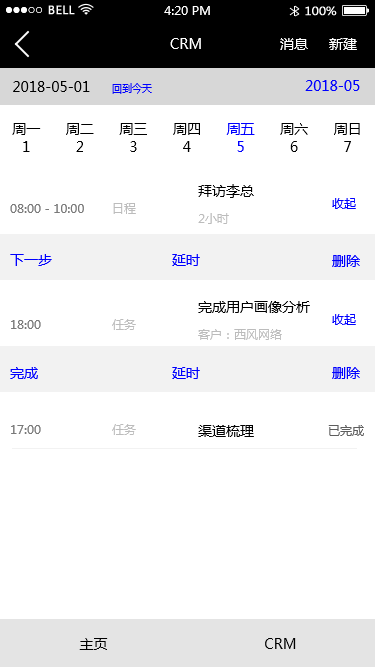 BELL 4:20 PM 100%
CRM 消息 新建
2018-05-01 回到今天 2018-05
周一 周二 周三 周四 周五 周六 周日
1 2 3 4 5 6 7
拜访李总
08:00 - 10:00 日程 收起
2小时
下一步 延时 删除
完成用户画像分析
18:00 任务 收起
客户：西风网络
完成 延时 删除
17:00 任务 渠道梳理 已完成
主页 CRM